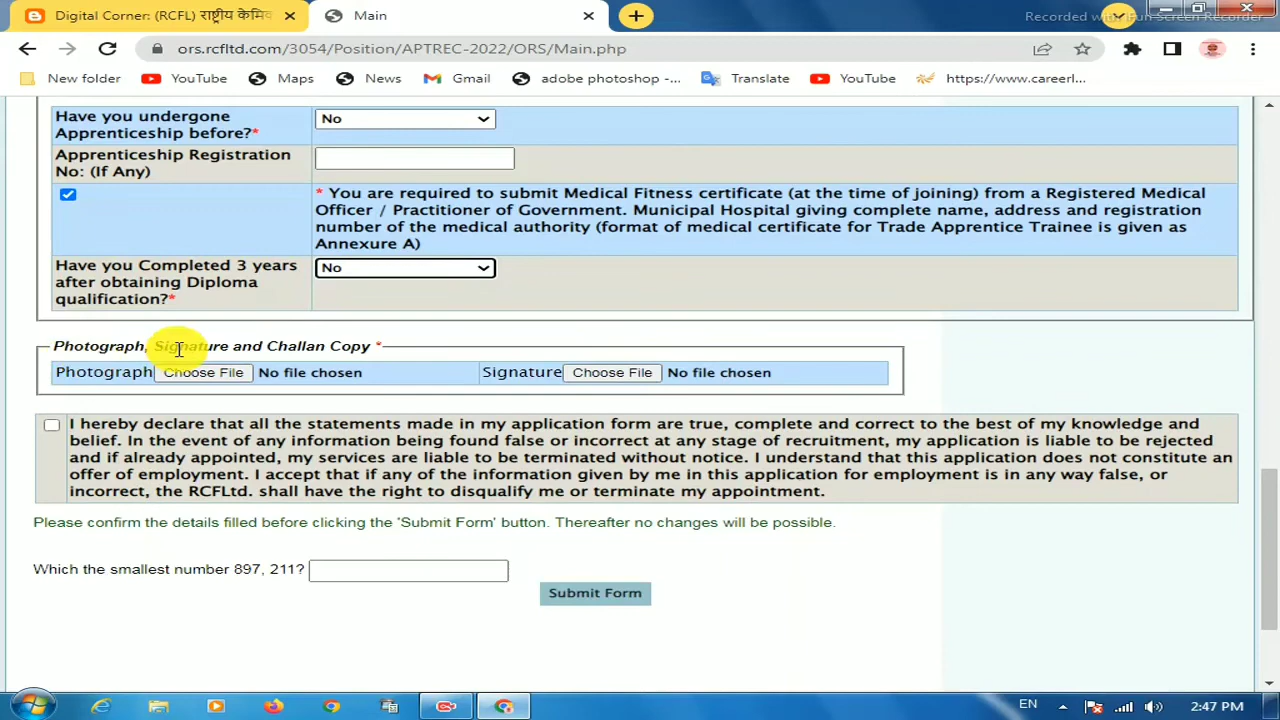 Digital Corner: (RCFL) राष्ट्रीय केमि
Main
Recorded with iFun Screen Recorder
ors.rcfltd.com/3054/Position/APTREC-2022/ORS/Main.php
New folder
YouTube
Maps
News
Gmail
adobe photoshop -...
Translate
YouTube
https://www.careerl...
Have you undergone
Apprenticeship before?*
No
Apprenticeship Registration
No: (If Any)
* You are required to submit Medical Fitness certificate (at the time of joining) from a Registered Medical
Officer / Practitioner of Government. Municipal Hospital giving complete name, address and registration
number of the medical authority (format of medical certificate for Trade Apprentice Trainee is given as
Annexure A)
Have you Completed 3 years
after obtaining Diploma
qualification?*
No
Photograph, Signature and Challan Copy *
Photograph Choose File No file chosen Signature Choose File No file chosen
I hereby declare that all the statements made in my application form are true, complete and correct to the best of my knowledge and
belief. In the event of any information being found false or incorrect at any stage of recruitment, my application is liable to be rejected
and if already appointed, my services are liable to be terminated without notice. I understand that this application does not constitute an
offer of employment. I accept that if any of the information given by me in this application for employment is in any way false, or
incorrect, the RCFLtd. shall have the right to disqualify me or terminate my appointment.
Please confirm the details filled before clicking the 'Submit Form' button. Thereafter no changes will be possible.
Which the smallest number 897, 211?
Submit Form
EN
2:47 PM